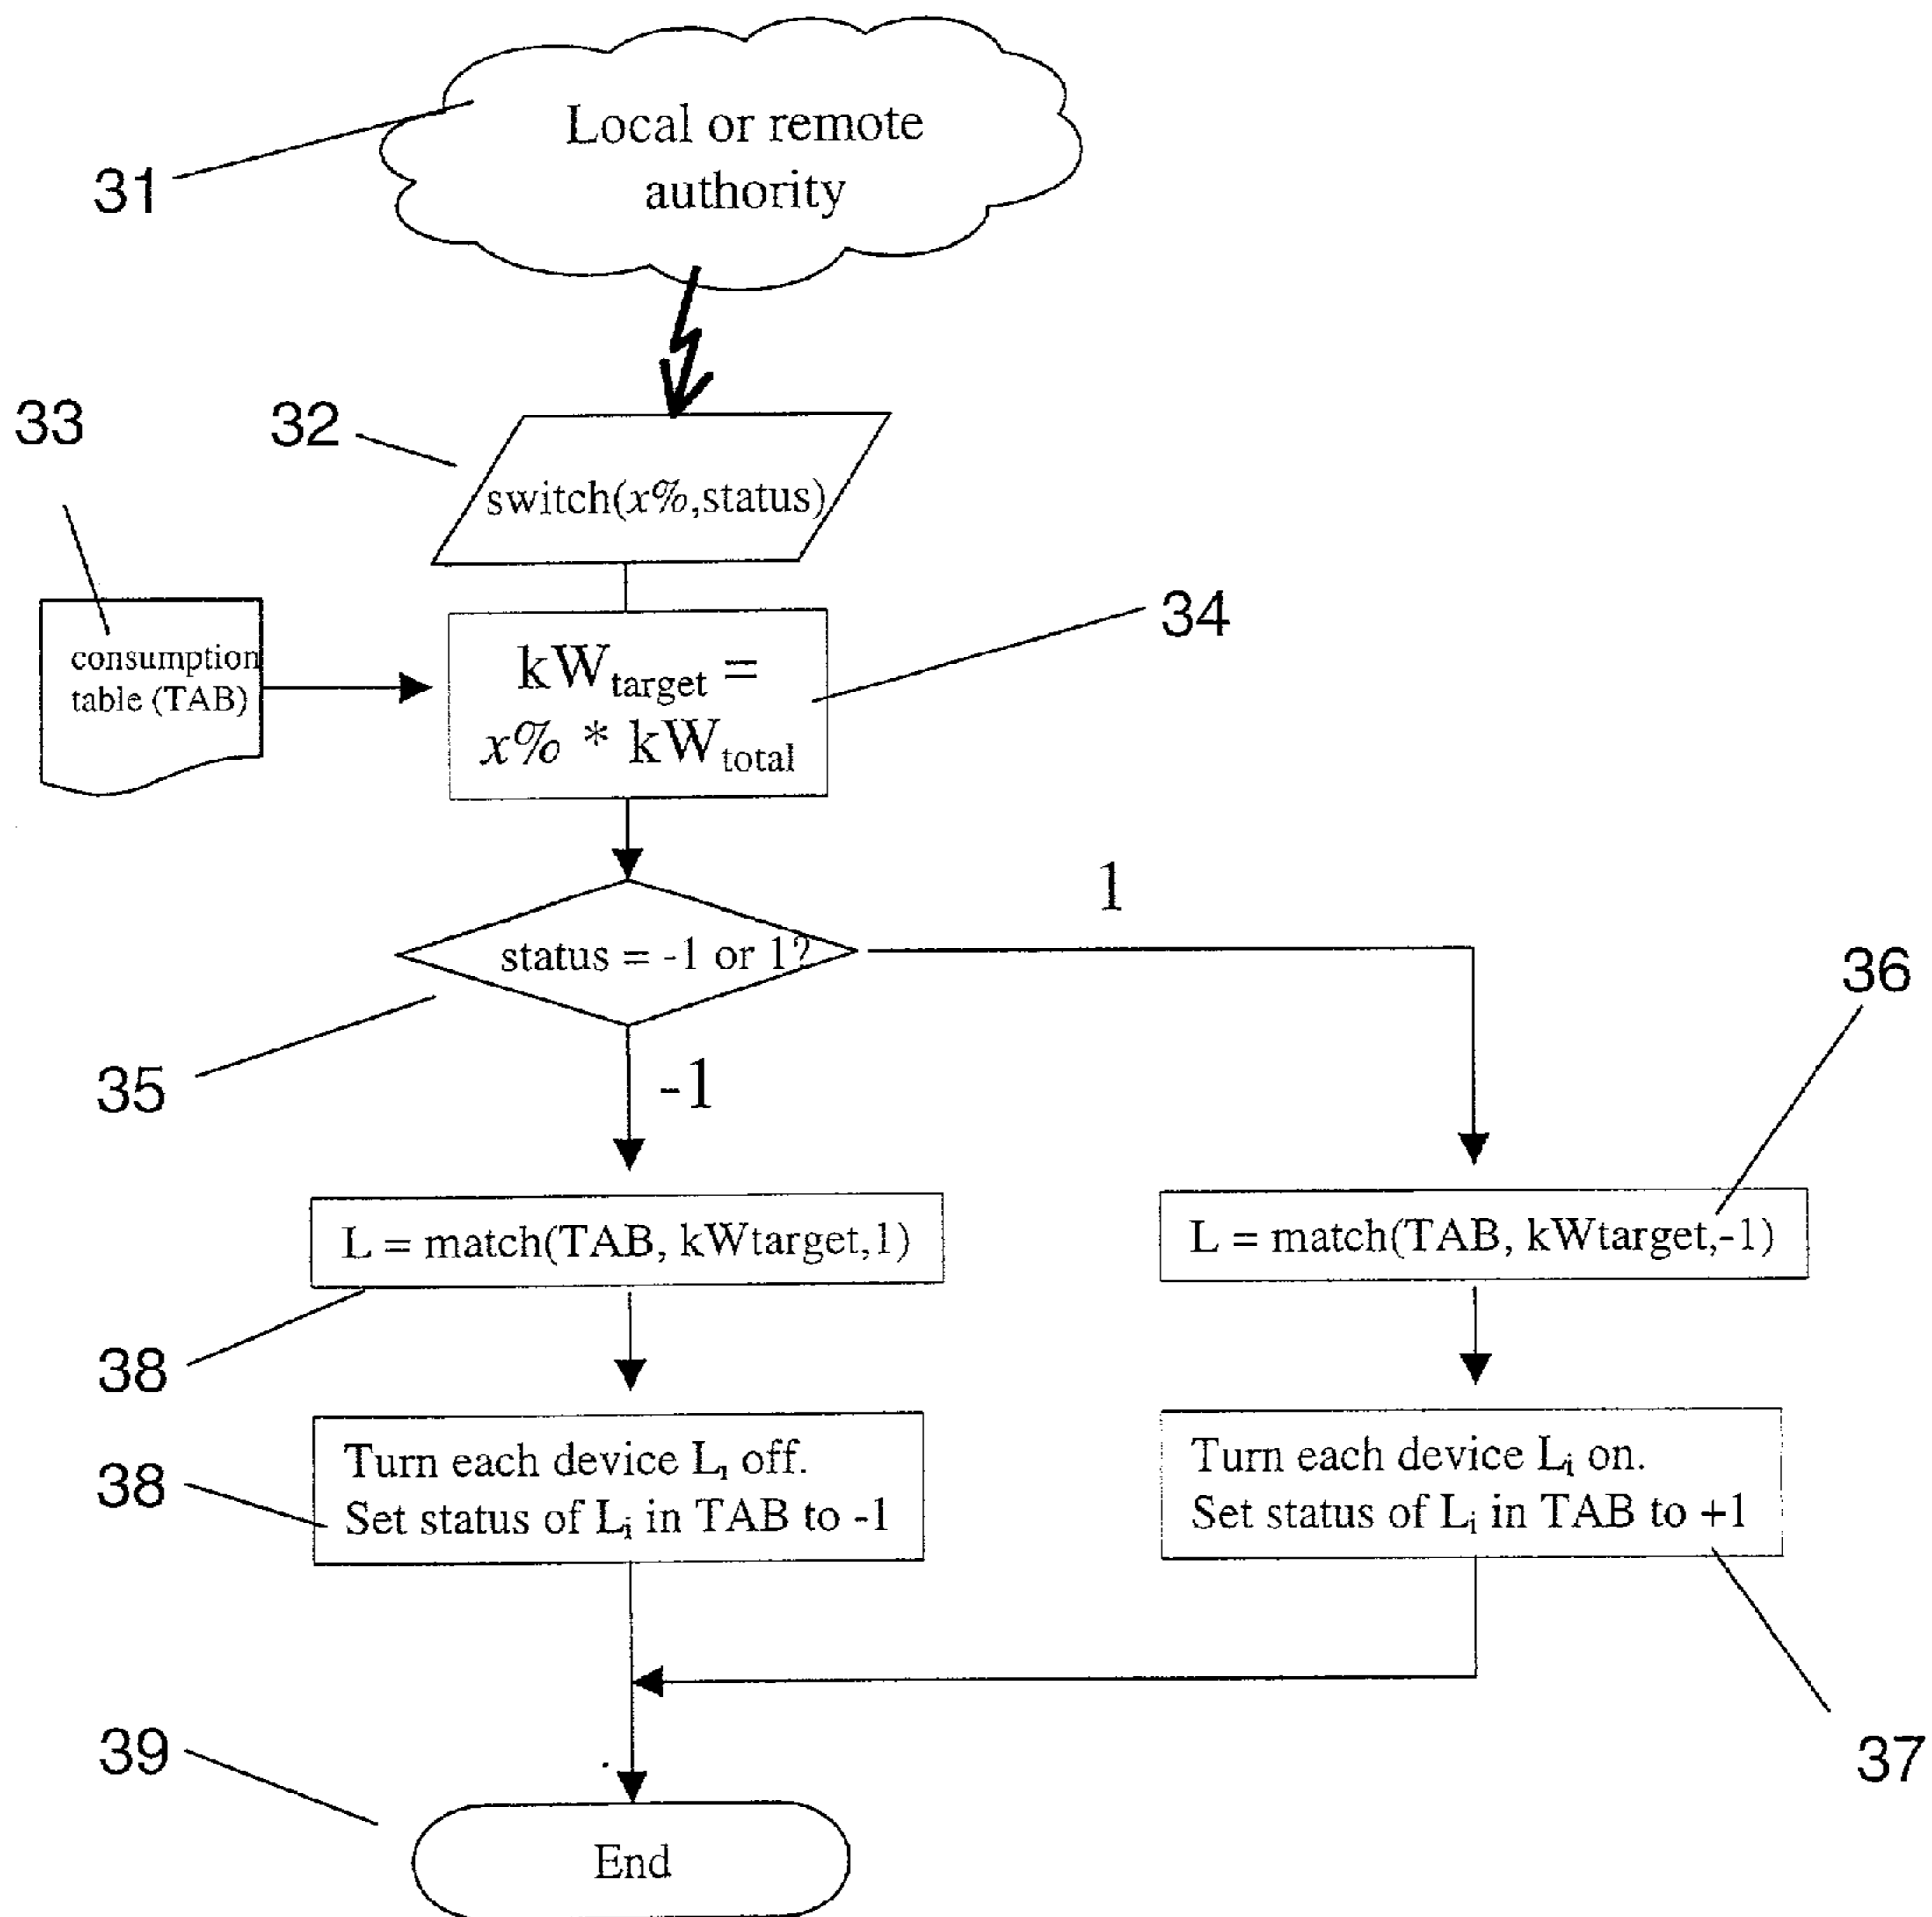 Local or remote
authority
31
33
32
switch(x%,status)
34
consumption
table (TAB)
kWtarget =
x% * kWtotal
1
status = -1 or 1?
36
35
-1
L = match(TAB, kWtarget,1)
L = match(TAB, kWtarget,-1)
38
Turn each device Li off.
Set status of Li in TAB to -1
Turn each device Li on.
Set status of Li in TAB to +1
38
39
37
End